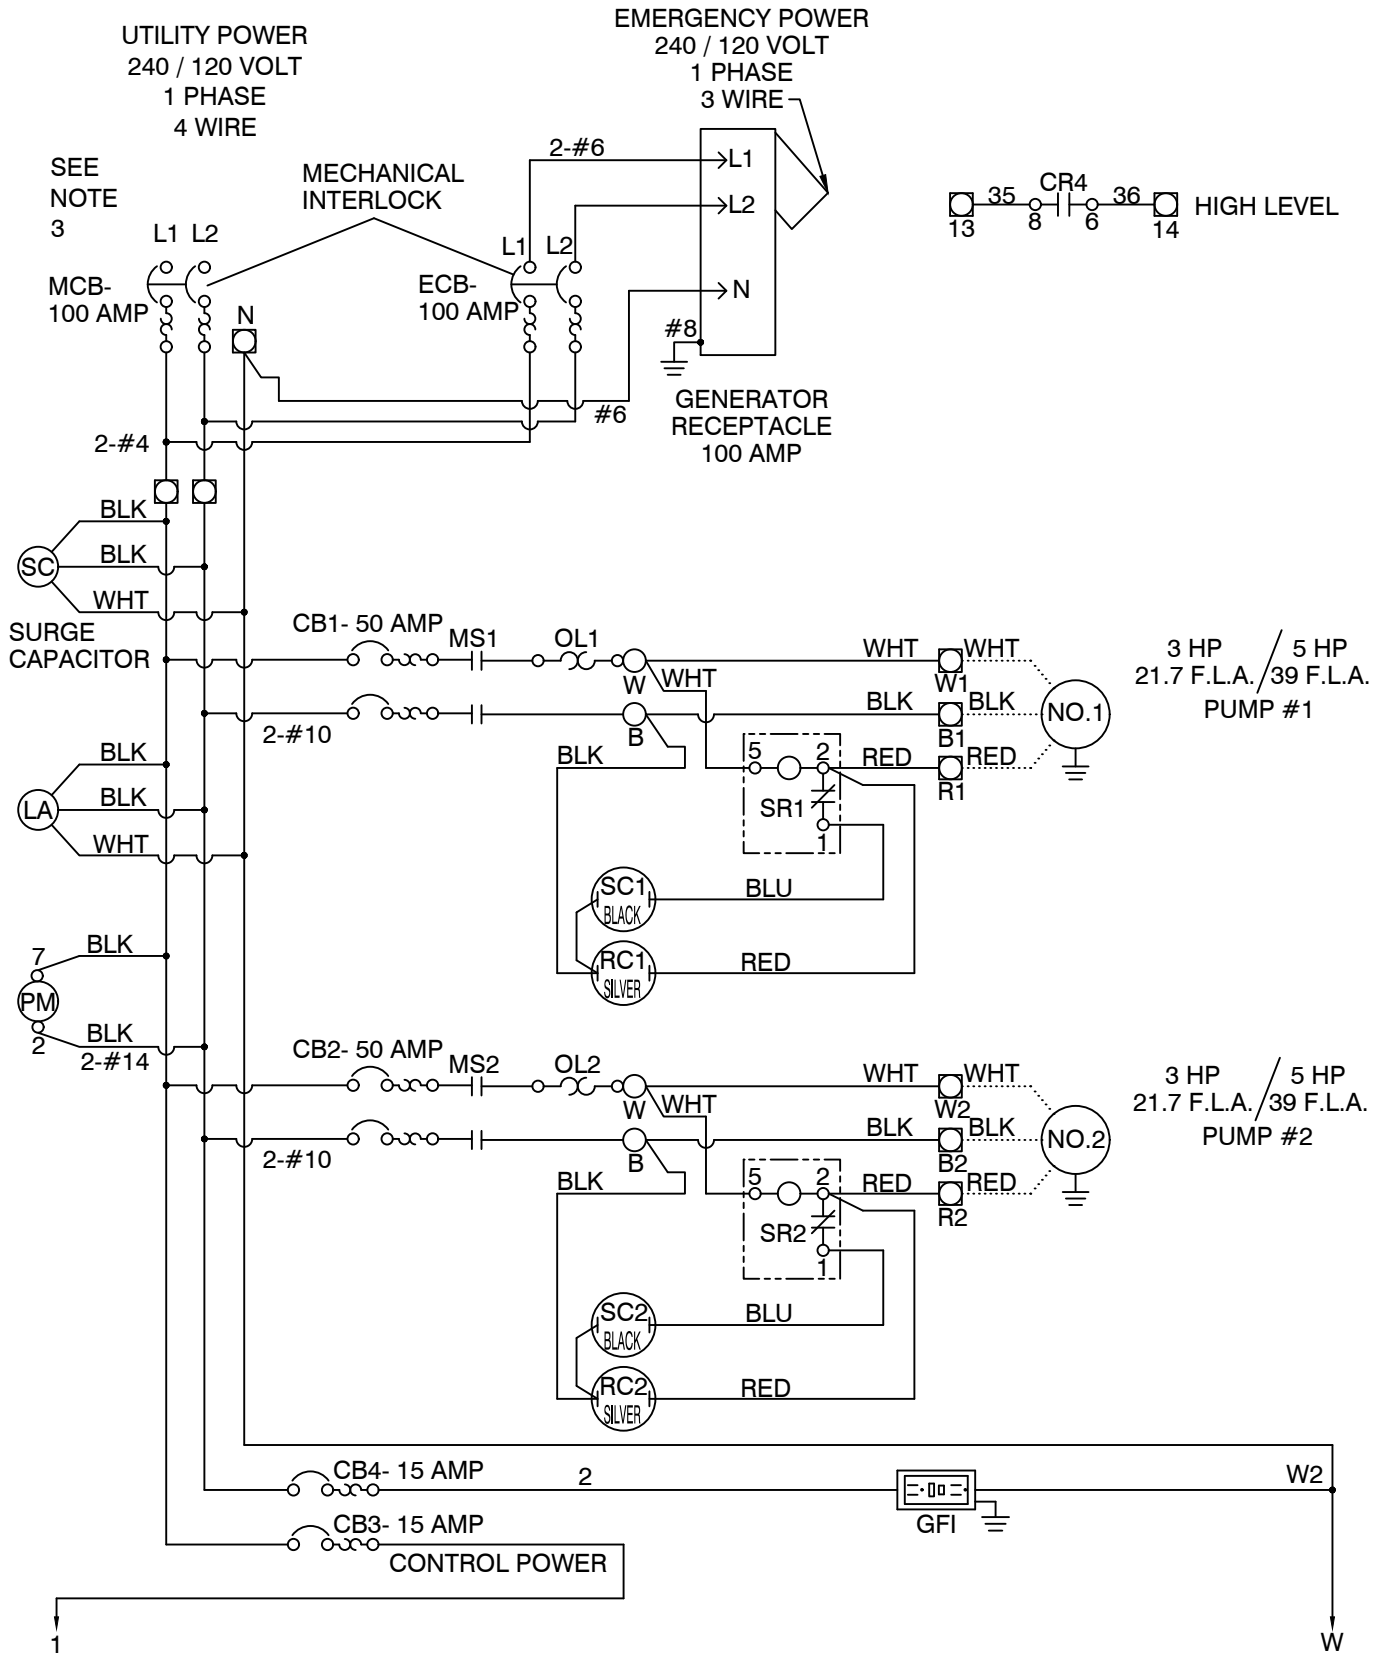 UTILITY POWER
240 / 120 VOLT
1 PHASE
4 WIRE
EMERGENCY POWER
240 / 120 VOLT
1 PHASE
3 WIRE
SEE
NOTE
3
MECHANICAL
INTERLOCK
2-#6
L1
L2
N
L1 L2
MCB-
100 AMP
N
L1 L2
ECB-
100 AMP
#8
#6
GENERATOR
RECEPTACLE
100 AMP
13
35
8
CR4
6
36
14
HIGH LEVEL
2-#4
BLK
BLK
WHT
SC
SURGE
CAPACITOR
CB1- 50 AMP
MS1
OL1
W
WHT
WHT
W1
WHT
2-#10
B
BLK
BLK
B1
BLK
5
2
SR1
1
RED
R1
RED
NO.1
3 HP / 5 HP
21.7 F.L.A. / 39 F.L.A.
PUMP #1
BLK
BLK
WHT
LA
SC1
BLACK
BLU
RC1
SILVER
RED
7
BLK
PM
2
BLK
2-#14
CB2- 50 AMP
MS2
OL2
W
WHT
WHT
W2
WHT
2-#10
B
BLK
BLK
B2
BLK
5
2
SR2
1
RED
R2
RED
NO.2
3 HP / 5 HP
21.7 F.L.A. / 39 F.L.A.
PUMP #2
SC2
BLACK
BLU
RC2
SILVER
RED
CB4- 15 AMP
2
GFI
W2
CB3- 15 AMP
CONTROL POWER
1
W